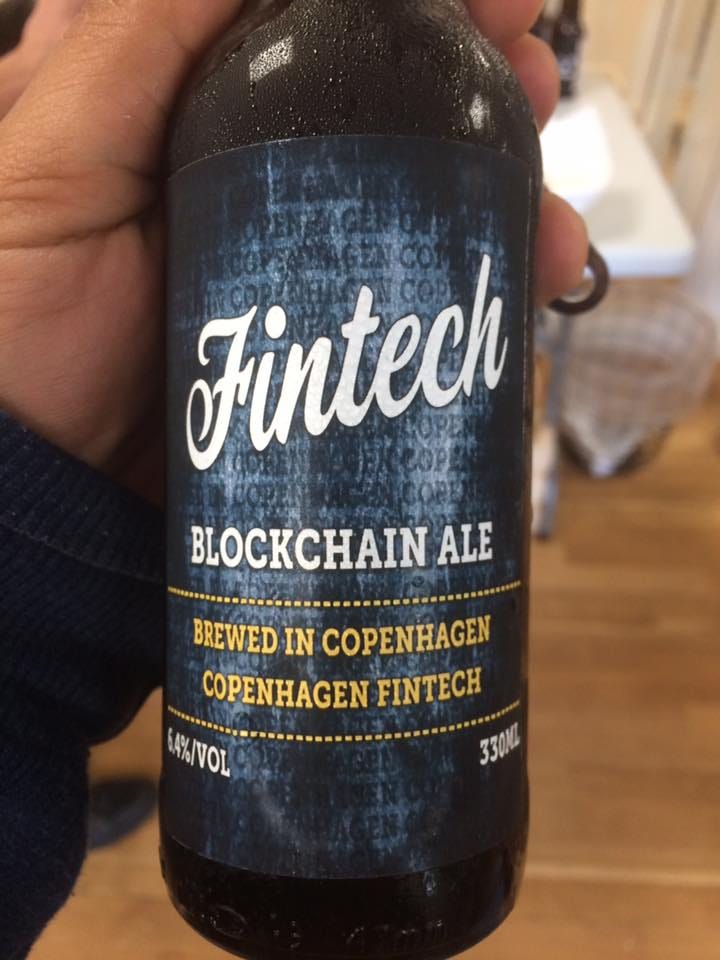 Fintech
BLOCKCHAIN ALE
BREWED IN COPENHAGEN
COPENHAGEN FINTECH
6.4%/VOL
330ML